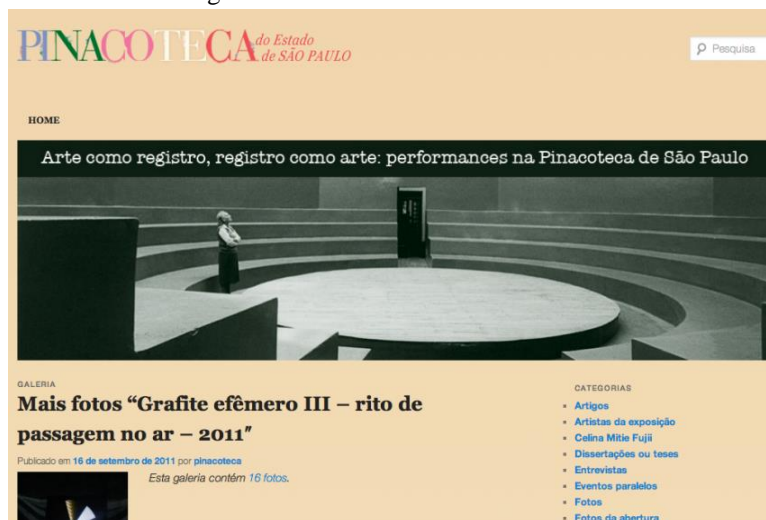 PINACOTECA do Estado
de SÃO PAULO
Pesquisa
HOME
Arte como registro, registro como arte: performances na Pinacoteca de São Paulo
GALERIA
Mais fotos “Grafite efêmero III – rito de
passagem no ar – 2011″
Publicado em 16 de setembro de 2011 por pinacoteca
Esta galeria contém 16 fotos.
CATEGORIAS
Artigos
Artistas da exposição
Celina Mitie Fujii
Dissertações ou teses
Entrevistas
Eventos paralelos
Fotos
Fotos da abertura